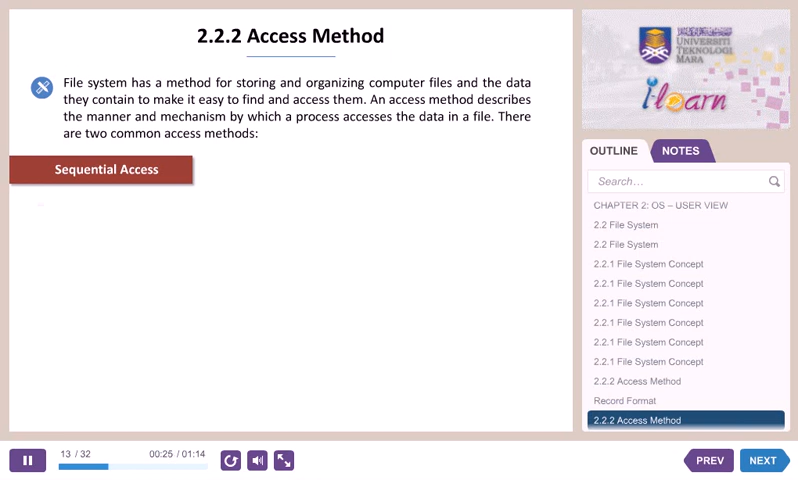 2.2.2 Access Method
File system has a method for storing and organizing computer files and the data
they contain to make it easy to find and access them. An access method describes
the manner and mechanism by which a process accesses the data in a file. There
are two common access methods:
Sequential Access
UNIVERSITI
TEKNOLOGI
MARA
i-learn
OUTLINE
NOTES
Search...
CHAPTER 2: OS – USER VIEW
2.2 File System
2.2 File System
2.2.1 File System Concept
2.2.1 File System Concept
2.2.1 File System Concept
2.2.1 File System Concept
2.2.1 File System Concept
2.2.1 File System Concept
2.2.2 Access Method
Record Format
2.2.2 Access Method
13 / 32
00:25 / 01:14
PREV
NEXT